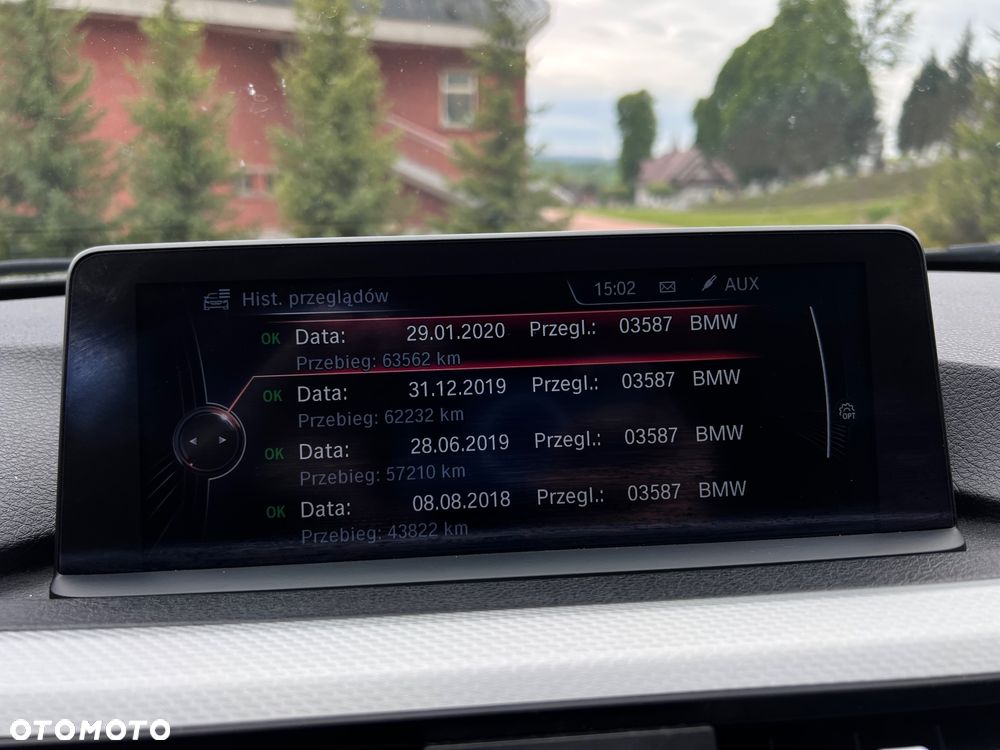 Hist. przeglądów 15:02 AUX
OK Data: 29.01.2020 Przegl.: 03587 BMW
Przebieg: 63562 km
OK Data: 31.12.2019 Przegl.: 03587 BMW
Przebieg: 62232 km
OK Data: 28.06.2019 Przegl.: 03587 BMW
Przebieg: 57210 km
OK Data: 08.08.2018 Przegl.: 03587 BMW
Przebieg: 43822 km
OPT
OTOMOTO